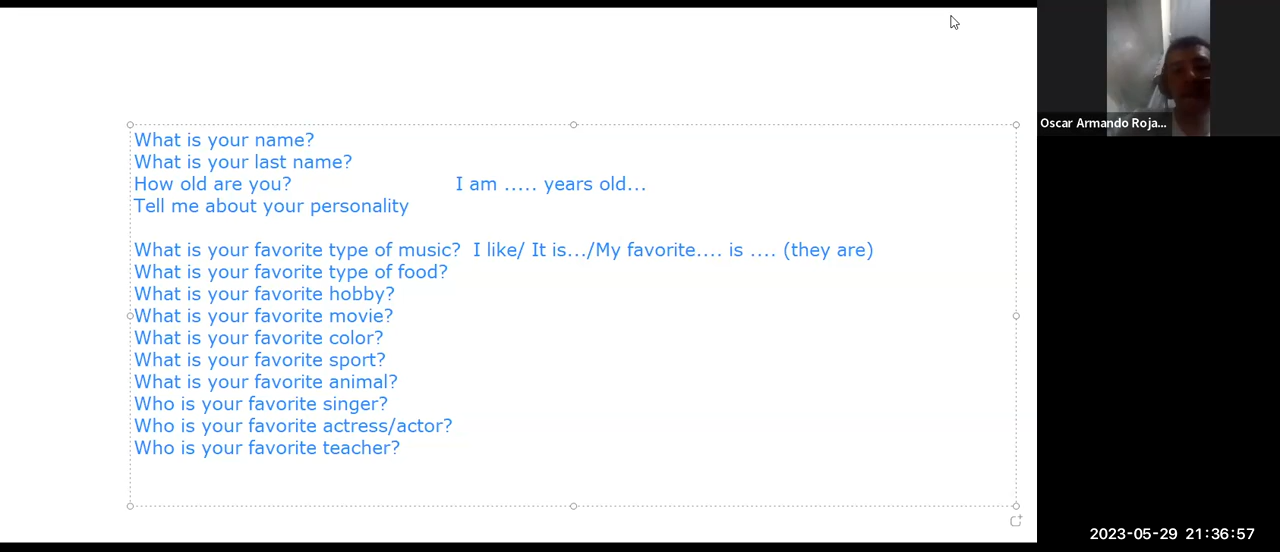 What is your name?
What is your last name?
How old are you? I am ..... years old...
Tell me about your personality
What is your favorite type of music? I like/ It is.../My favorite.... is .... (they are)
What is your favorite type of food?
What is your favorite hobby?
What is your favorite movie?
What is your favorite color?
What is your favorite sport?
What is your favorite animal?
Who is your favorite singer?
Who is your favorite actress/actor?
Who is your favorite teacher?
Oscar Armando Roja...
2023-05-29 21:36:57